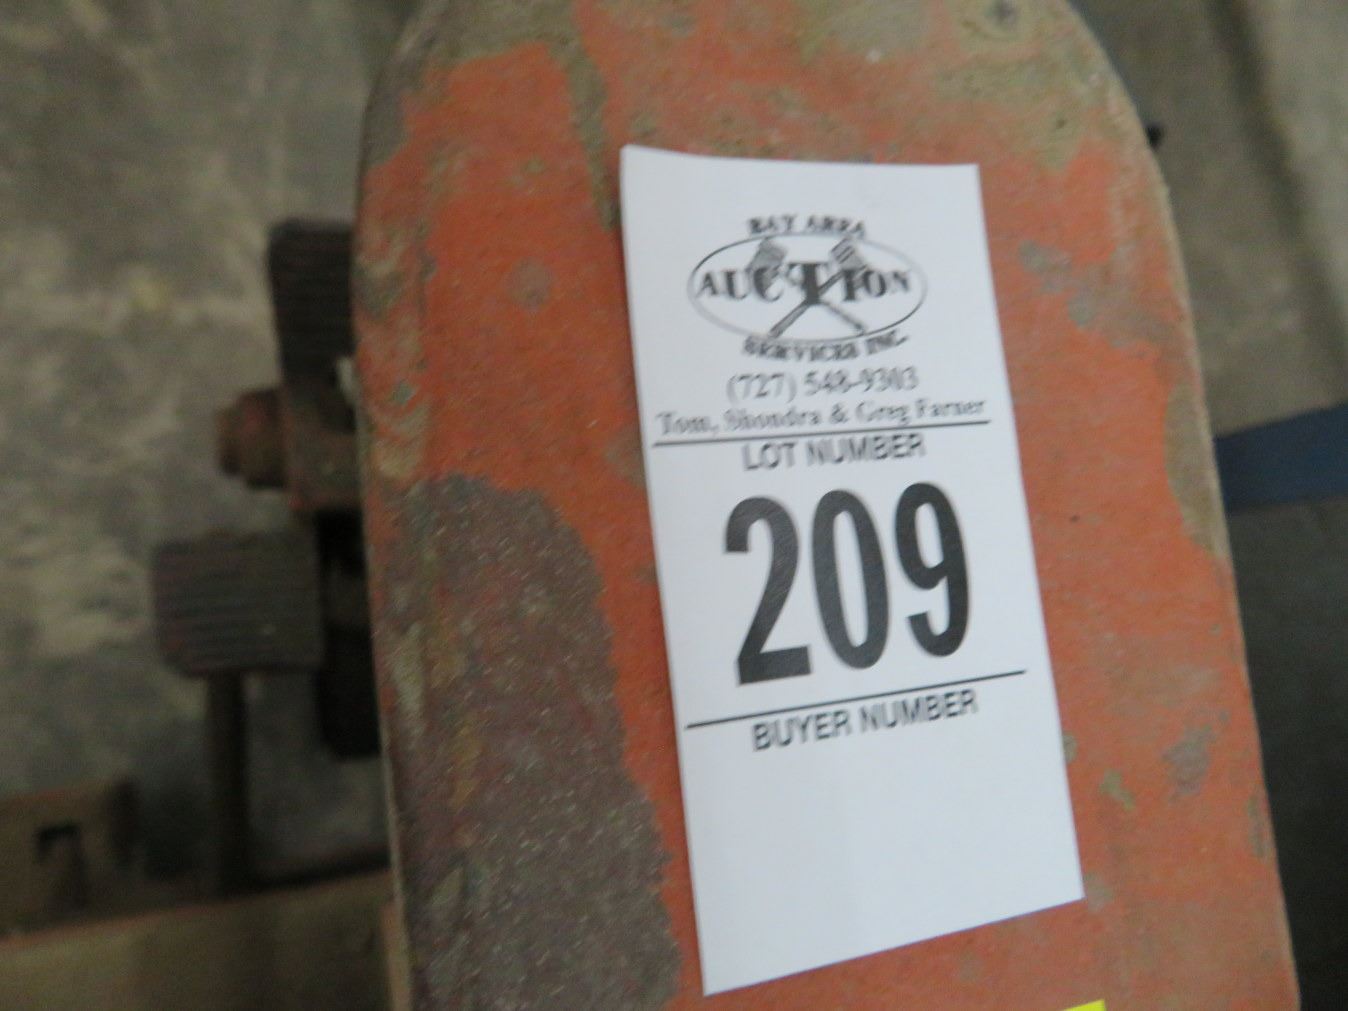 BAY AREA
AUCTION
SERVICES INC.
(727) 548-9303
Tom, Shondra & Greg Farner
LOT NUMBER
209
BUYER NUMBER